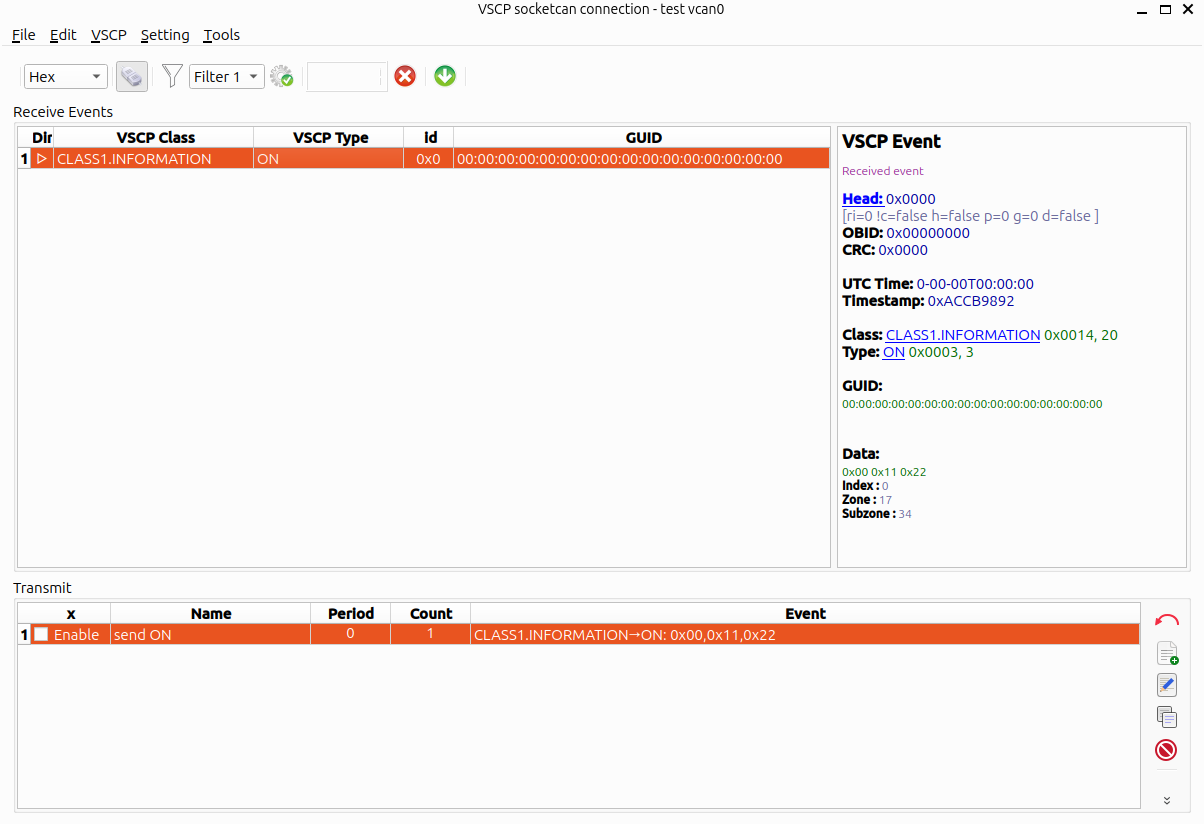 VSCP socketcan connection - test vcan0
File Edit VSCP Setting Tools
Hex Filter 1
Receive Events
Dir VSCP Class VSCP Type id GUID
1 CLASS1.INFORMATION ON 0x0 00:00:00:00:00:00:00:00:00:00:00:00:00:00:00:00
VSCP Event
Received event
Head: 0x0000
[ri=0 !c=false h=false p=0 g=0 d=false ]
OBID: 0x00000000
CRC: 0x0000
UTC Time: 0-00-00T00:00:00
Timestamp: 0xACCB9892
Class: CLASS1.INFORMATION 0x0014, 20
Type: ON 0x0003, 3
GUID:
00:00:00:00:00:00:00:00:00:00:00:00:00:00:00:00
Data:
0x00 0x11 0x22
Index : 0
Zone : 17
Subzone : 34
Transmit
x Name Period Count Event
1 Enable send ON 0 1 CLASS1.INFORMATION→ON: 0x00,0x11,0x22